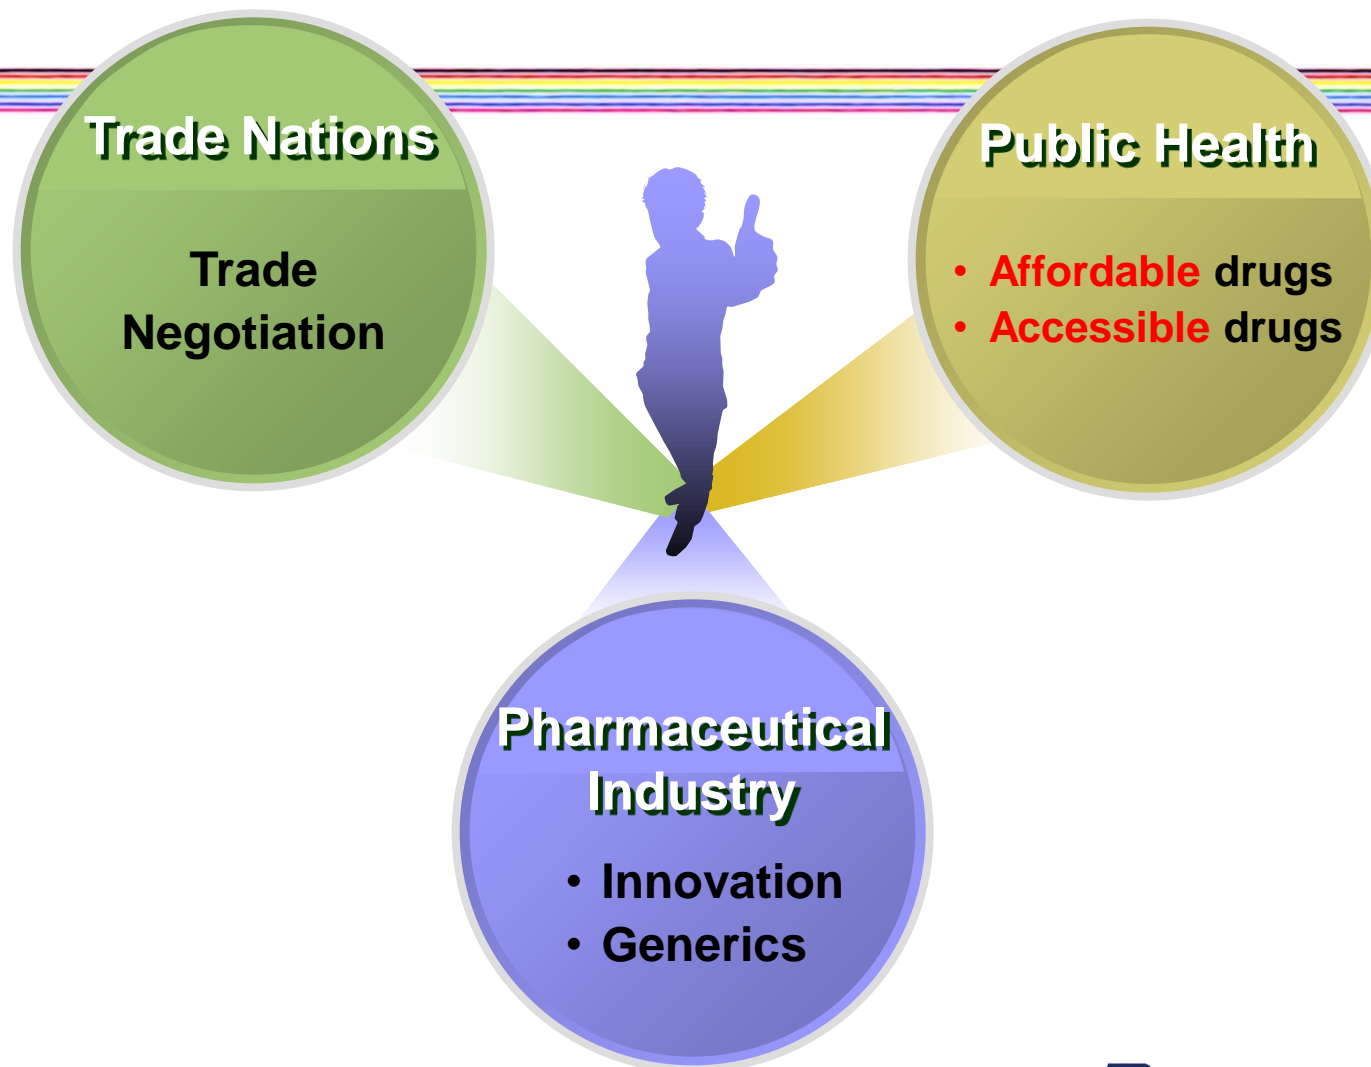 Trade Nations
Trade
Negotiation
Public Health
• Affordable drugs
• Accessible drugs
Pharmaceutical
Industry
• Innovation
• Generics